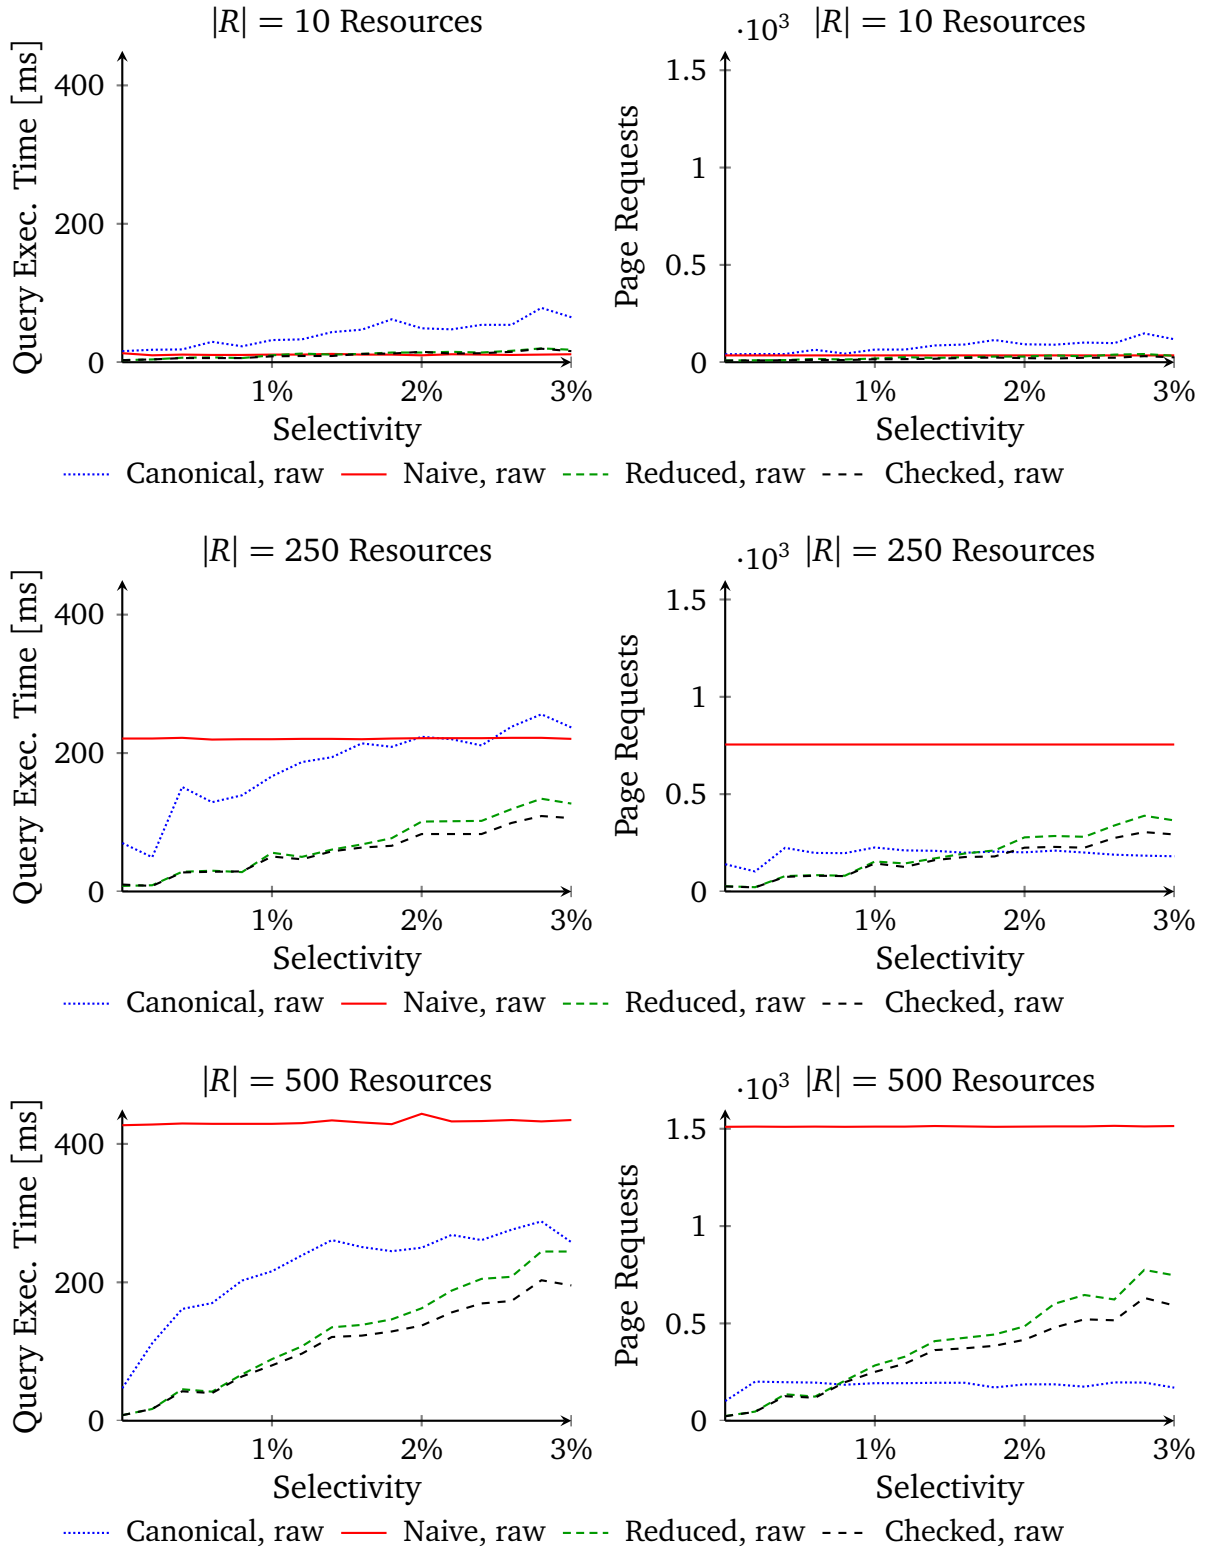 |R| = 10 Resources
Query Exec. Time [ms]
400
200
0
1% 2% 3%
Selectivity
·10³ |R| = 10 Resources
Page Requests
1.5
1
0.5
0
1% 2% 3%
Selectivity
Canonical, raw Naive, raw Reduced, raw Checked, raw
|R| = 250 Resources
Query Exec. Time [ms]
400
200
0
1% 2% 3%
Selectivity
·10³ |R| = 250 Resources
Page Requests
1.5
1
0.5
0
1% 2% 3%
Selectivity
Canonical, raw Naive, raw Reduced, raw Checked, raw
|R| = 500 Resources
Query Exec. Time [ms]
400
200
0
1% 2% 3%
Selectivity
·10³ |R| = 500 Resources
Page Requests
1.5
1
0.5
0
1% 2% 3%
Selectivity
Canonical, raw Naive, raw Reduced, raw Checked, raw